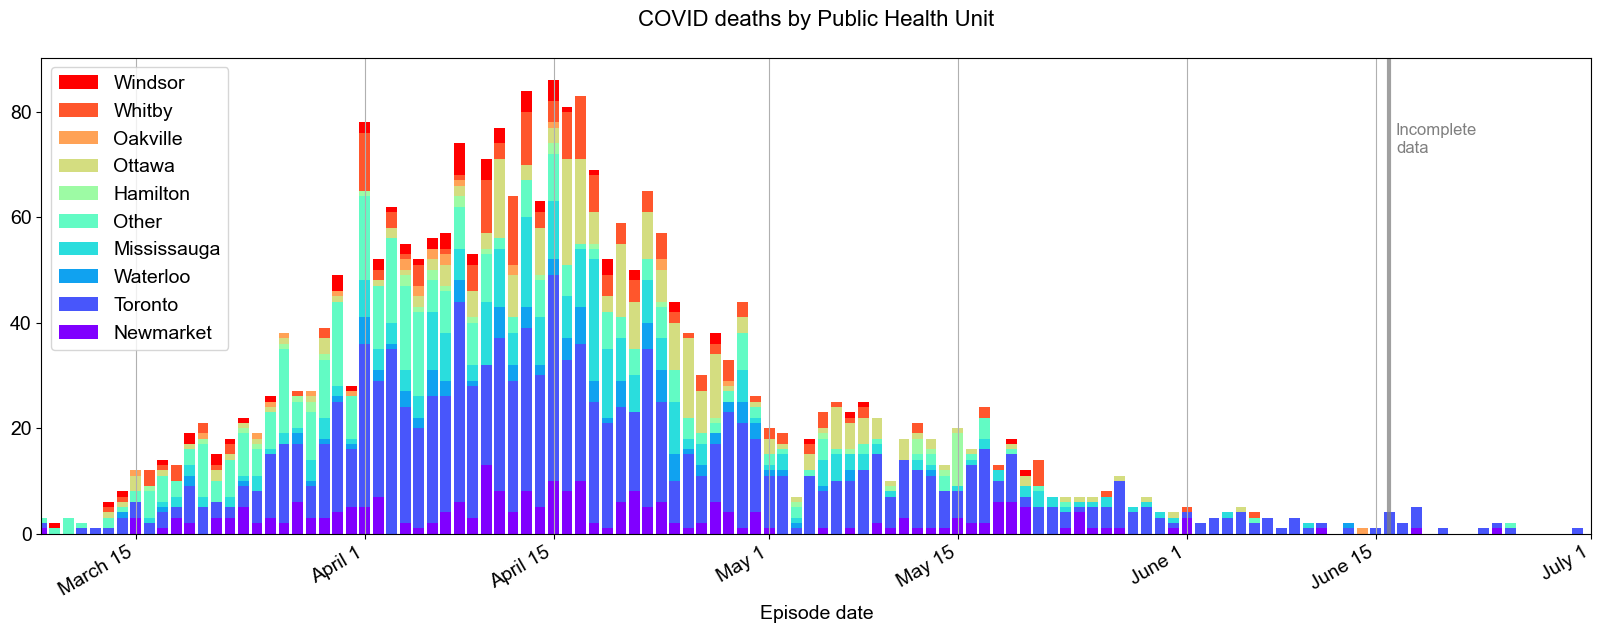 COVID deaths by Public Health Unit
Windsor
Whitby
Oakville
Ottawa
Hamilton
Other
Mississauga
Waterloo
Toronto
Newmarket
Incomplete
data
80
60
40
20
0
March 15
April 1
April 15
May 1
May 15
June 1
June 15
July 1
Episode date